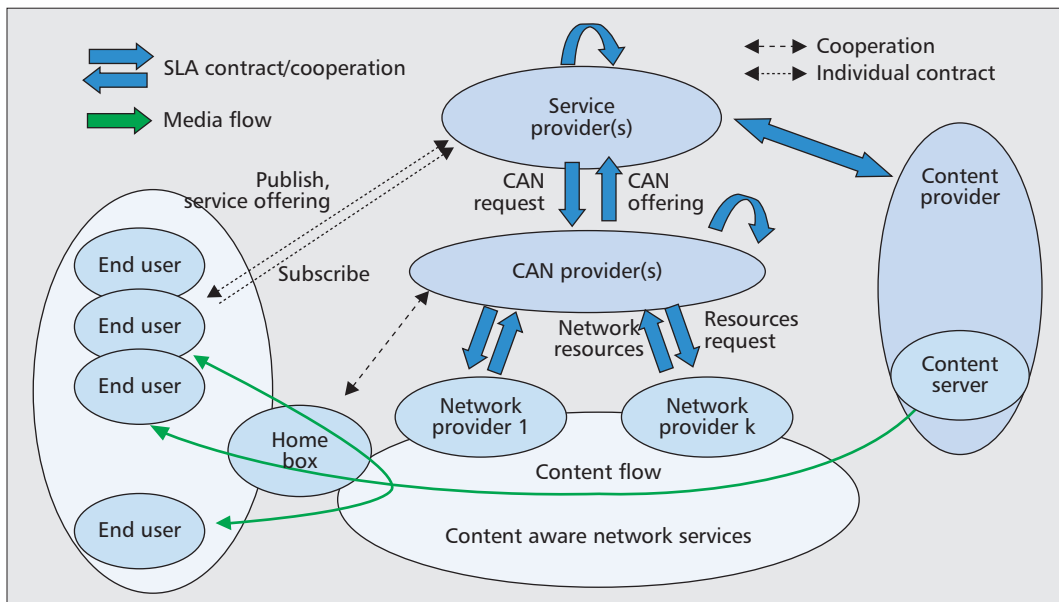 SLA contract/cooperation
Media flow
Cooperation
Individual contract
Service
provider(s)
Publish,
service offering
Subscribe
CAN
request
CAN
offering
Content
provider
CAN provider(s)
End user
End user
End user
End user
Network
resources
Resources
request
Content
server
Network
provider 1
Network
provider k
Home
box
Content flow
Content aware network services